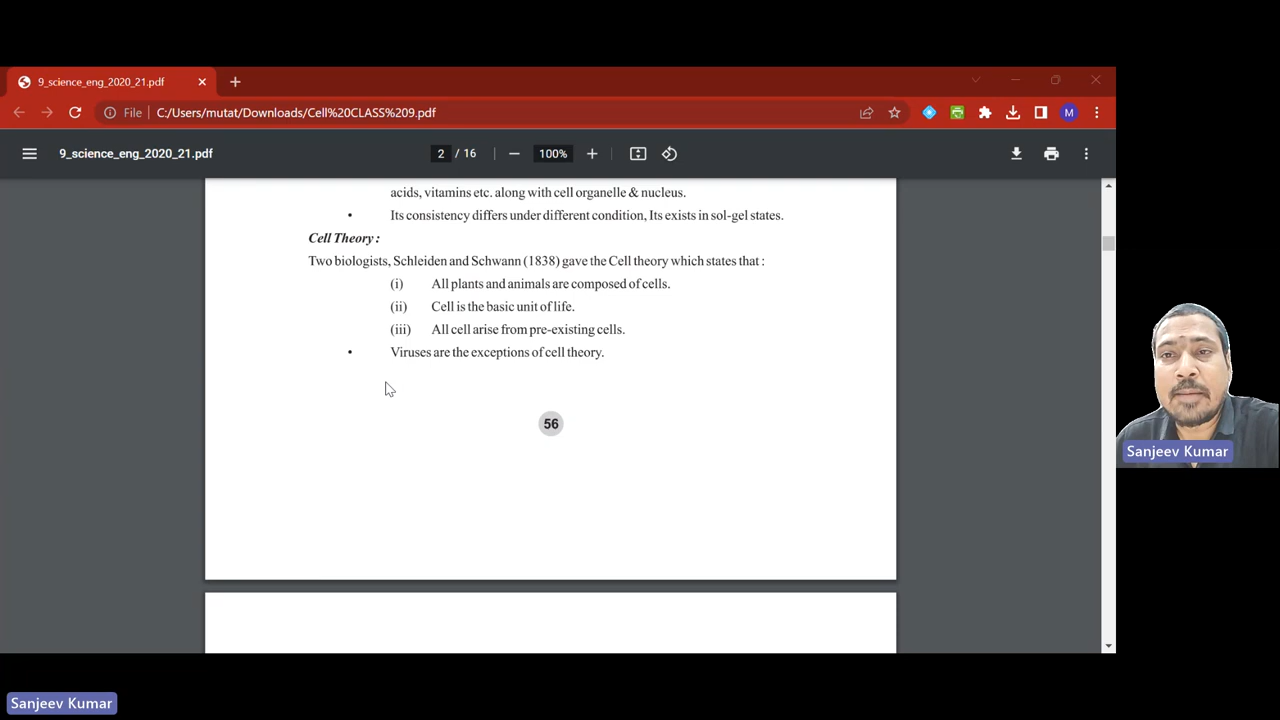 9_science_eng_2020_21.pdf
File C:/Users/mutat/Downloads/Cell%20CLASS%209.pdf
M
9_science_eng_2020_21.pdf
2 / 16
100%
acids, vitamins etc. along with cell organelle & nucleus.
• Its consistency differs under different condition, Its exists in sol-gel states.
Cell Theory :
Two biologists, Schleiden and Schwann (1838) gave the Cell theory which states that :
(i) All plants and animals are composed of cells.
(ii) Cell is the basic unit of life.
(iii) All cell arise from pre-existing cells.
• Viruses are the exceptions of cell theory.
56
Sanjeev Kumar
Sanjeev Kumar